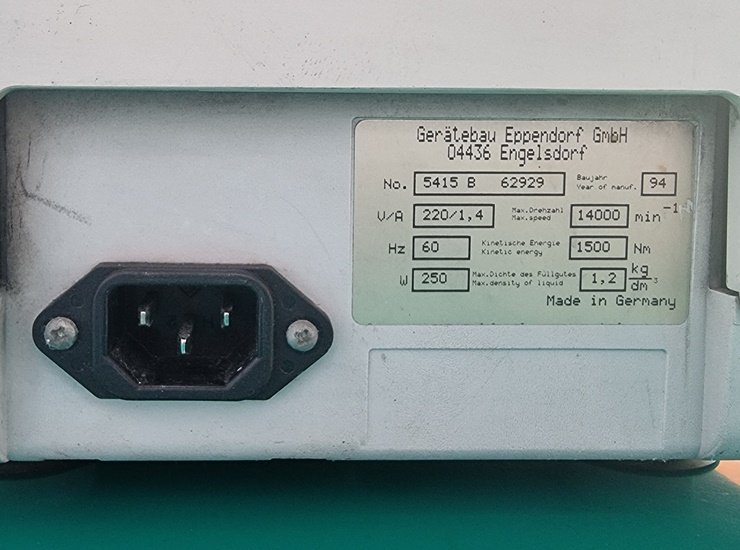 Gerätebau Eppendorf GmbH
04436 Engelsdorf
No. 5415 B 62929 Baujahr Year of manuf. 94
V/A 220/1,4 Max.Drehzahl Max.speed 14000 min⁻¹
Hz 60 Kinetische Energie Kinetic energy 1500 Nm
W 250 Max.Dichte des Füllgutes Max.density of liquid 1,2 kg/dm³
Made in Germany